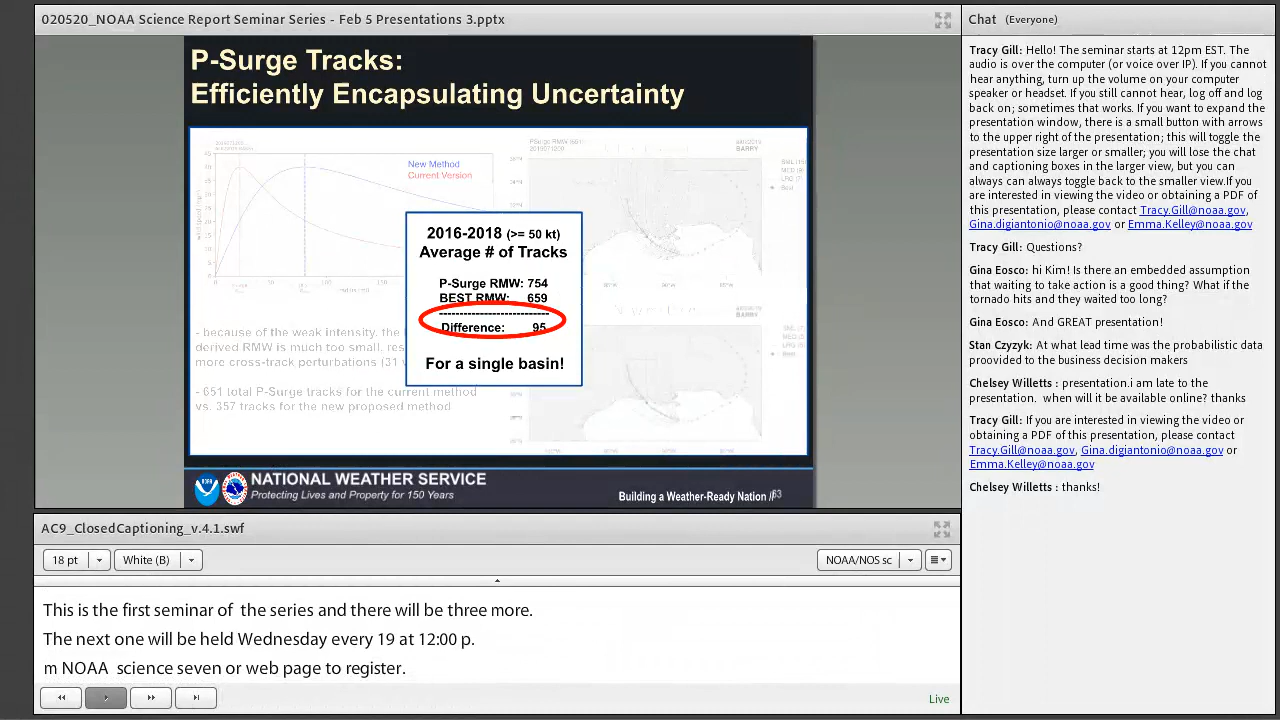 020520_NOAA Science Report Seminar Series - Feb 5 Presentations 3.pptx
P-Surge Tracks:
Efficiently Encapsulating Uncertainty
New Method
Current Version
BARRY
2016-2018 (>= 50 kt)
Average # of Tracks
P-Surge RMW: 754
BEST RMW: 659
----------------------------
Difference: 95
For a single basin!
- because of the weak intensity, the
derived RMW is much too small,
more cross-track perturbations (31
- 651 total P-Surge tracks for the current method
vs. 357 tracks for the new proposed method
BARRY
NATIONAL WEATHER SERVICE
Protecting Lives and Property for 150 Years
Building a Weather-Ready Nation // 63
AC9_ClosedCaptioning_v.4.1.swf
18 pt
White (B)
NOAA/NOS sc
This is the first seminar of the series and there will be three more.
The next one will be held Wednesday every 19 at 12:00 p.
m NOAA science seven or web page to register.
Live
Chat (Everyone)
Tracy Gill: Hello! The seminar starts at 12pm EST. The
audio is over the computer (or voice over IP). If you cannot
hear anything, turn up the volume on your computer
speaker or headset. If you still cannot hear, log off and log
back on; sometimes that works. If you want to expand the
presentation window, there is a small button with arrows
to the upper right of the presentation; this will toggle the
presentation size larger or smaller; you will lose the chat
and captioning boxes in the larger view, but you can
always can always toggle back to the smaller view.If you
are interested in viewing the video or obtaining a PDF of
this presentation, please contact Tracy.Gill@noaa.gov,
Gina.digiantonio@noaa.gov or Emma.Kelley@noaa.gov
Tracy Gill: Questions?
Gina Eosco: hi Kim! Is there an embedded assumption
that waiting to take action is a good thing? What if the
tornado hits and they waited too long?
Gina Eosco: And GREAT presentation!
Stan Czyzyk: At what lead time was the probabilistic data
proovided to the business decision makers
Chelsey Willetts : presentation.i am late to the
presentation. when will it be available online? thanks
Tracy Gill: If you are interested in viewing the video or
obtaining a PDF of this presentation, please contact
Tracy.Gill@noaa.gov, Gina.digiantonio@noaa.gov or
Emma.Kelley@noaa.gov
Chelsey Willetts : thanks!